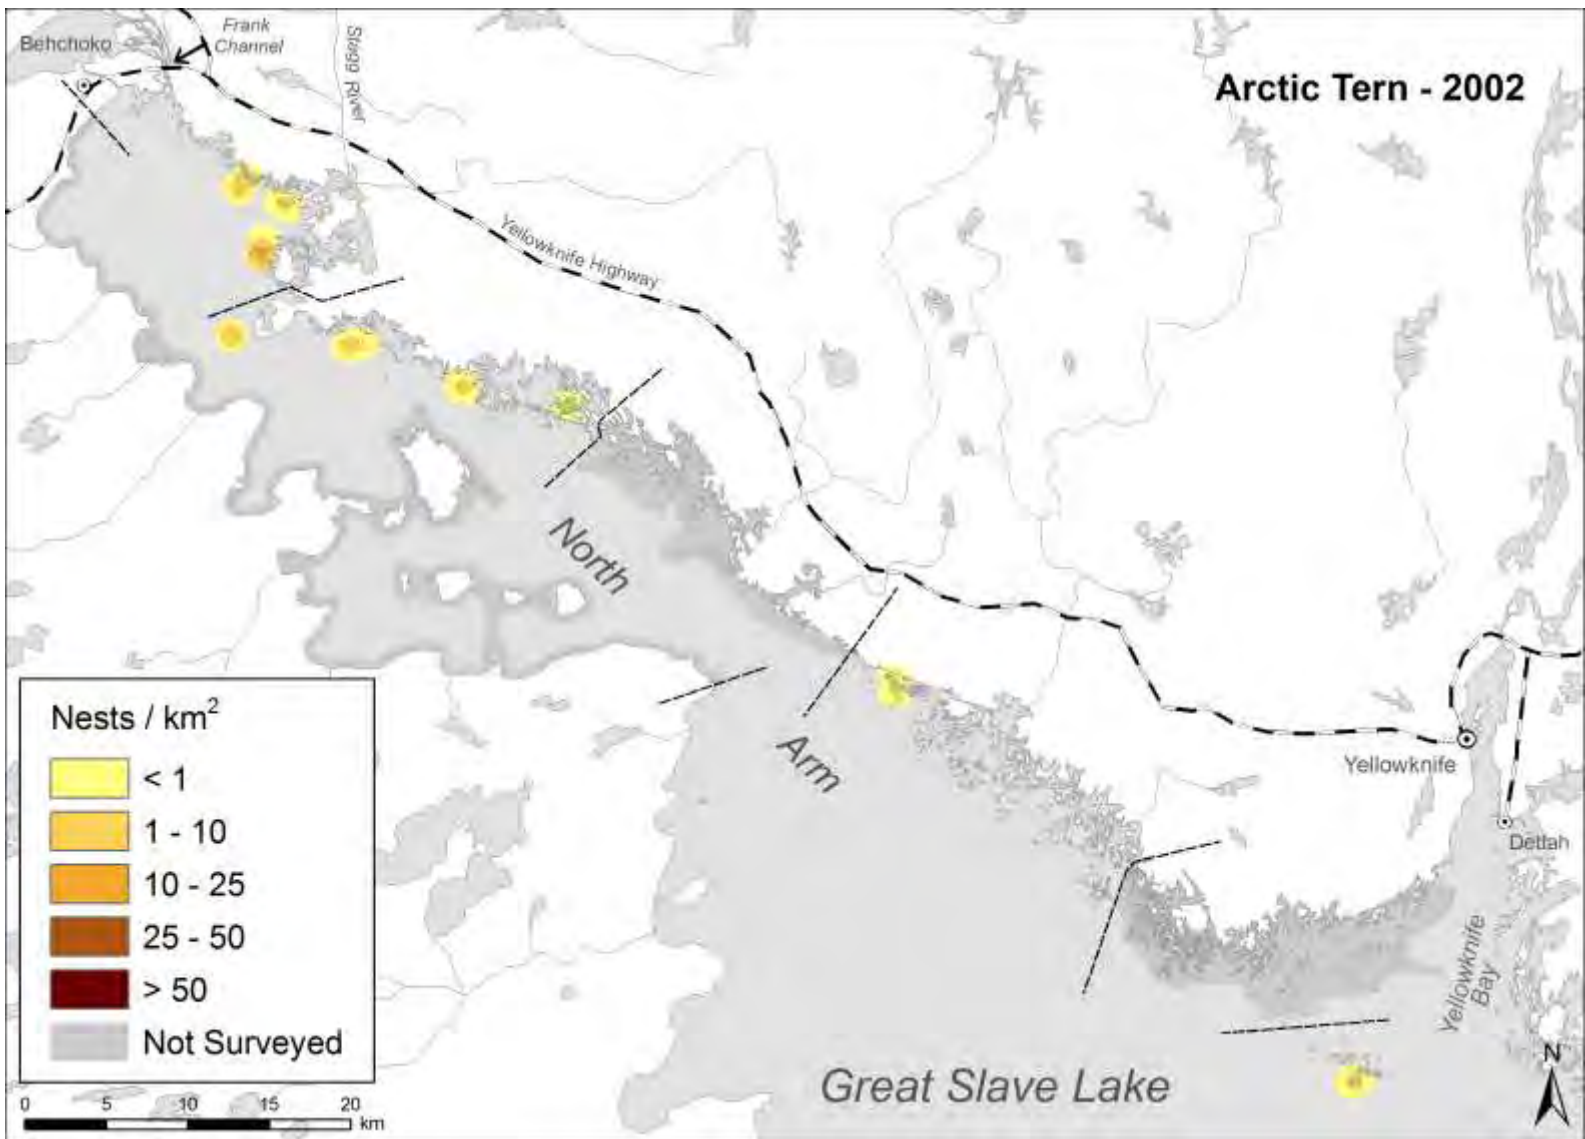 Frank
Channel
Behchoko
Stagg River
Arctic Tern - 2002
Yellowknife Highway
North
Arm
Yellowknife
Dettah
Yellowknife
Bay
Great Slave Lake
N
Nests / km²
< 1
1 - 10
10 - 25
25 - 50
> 50
Not Surveyed
0 5 10 15 20
km